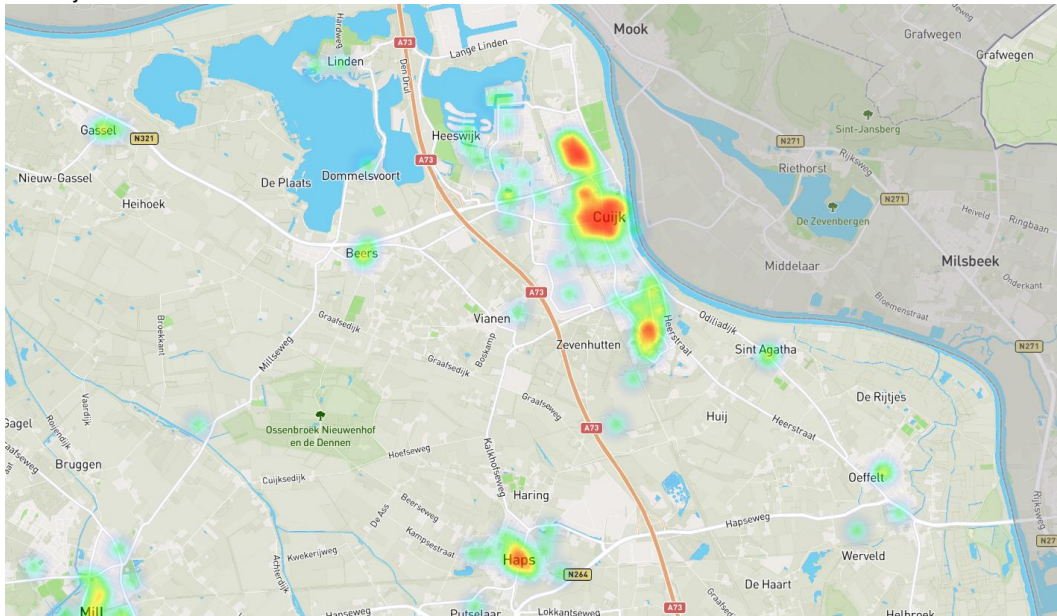 Hardweg
A73
Mook
Grafwegen
Lange Linden
Linden
Den Drul
Grafwegen
Gassel
N321
Heeswijk
Sint-Jansberg
N271
Rijksweg
Riethorst
A73
Nieuw-Gassel
De Plaats
Dommelsvoort
Heihoek
N271
De Zevenbergen
Heiveld
Ringbaan
Cuijk
Beers
Middelaar
Milsbeek
Onderkant
A73
Bloemenstraat
Broekkant
Graafsedijk
Vianen
Odiliadijk
Heerstraat
Millseweg
Boskamp
Zevenhutten
Sint Agatha
N271
Graafsedijk
Vaardijk
De Rijtjes
Gagel
Roijendijk
Ossenbroek Nieuwenhof
en de Dennen
Graafseweg
Huij
Heerstraat
A73
Hoefseweg
Kalkhofseweg
Bruggen
Cuijksedijk
Oeffelt
Haring
Beerseweg
De Ass
Rijksweg
Kampsestraat
Hapseweg
A73
Kwekerijweg
Haps
Werveld
Achterdijk
N264
De Haart
Mill
Putselaar
Lokkantseweg
Hapseweg
A73
Helbroek